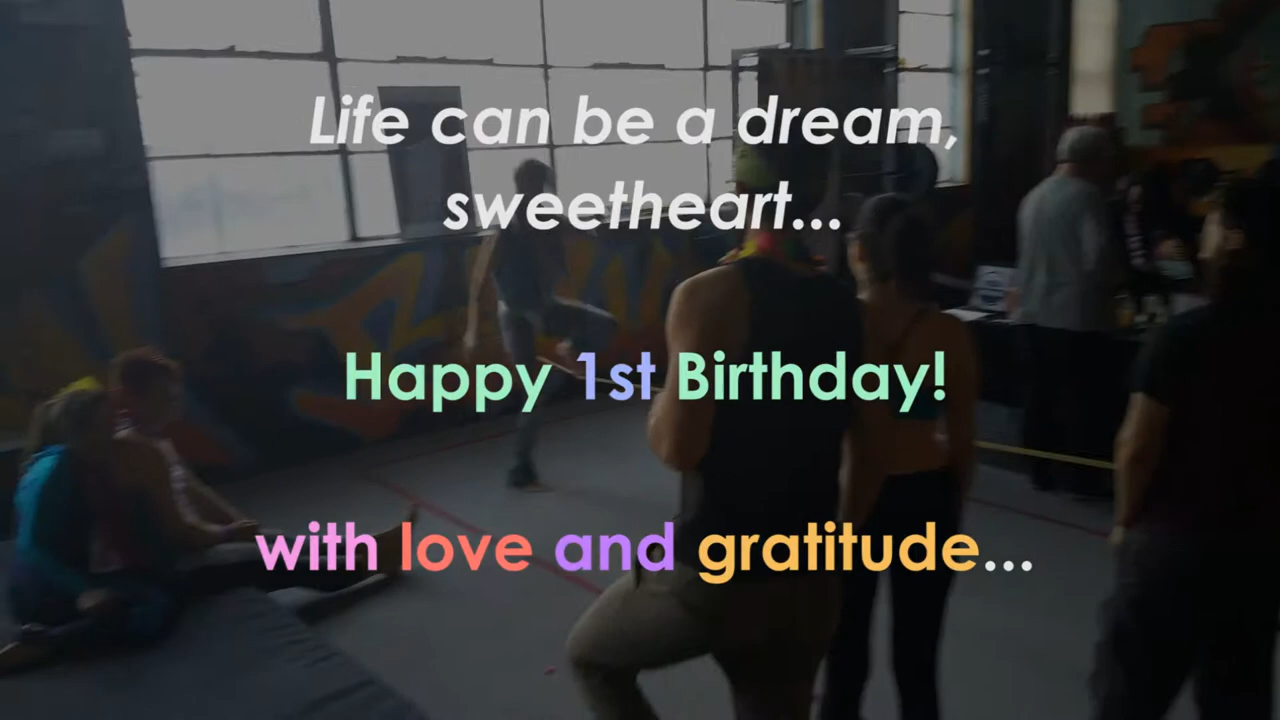 Life can be a dream,
sweetheart...
Happy 1st Birthday!
with love and gratitude...